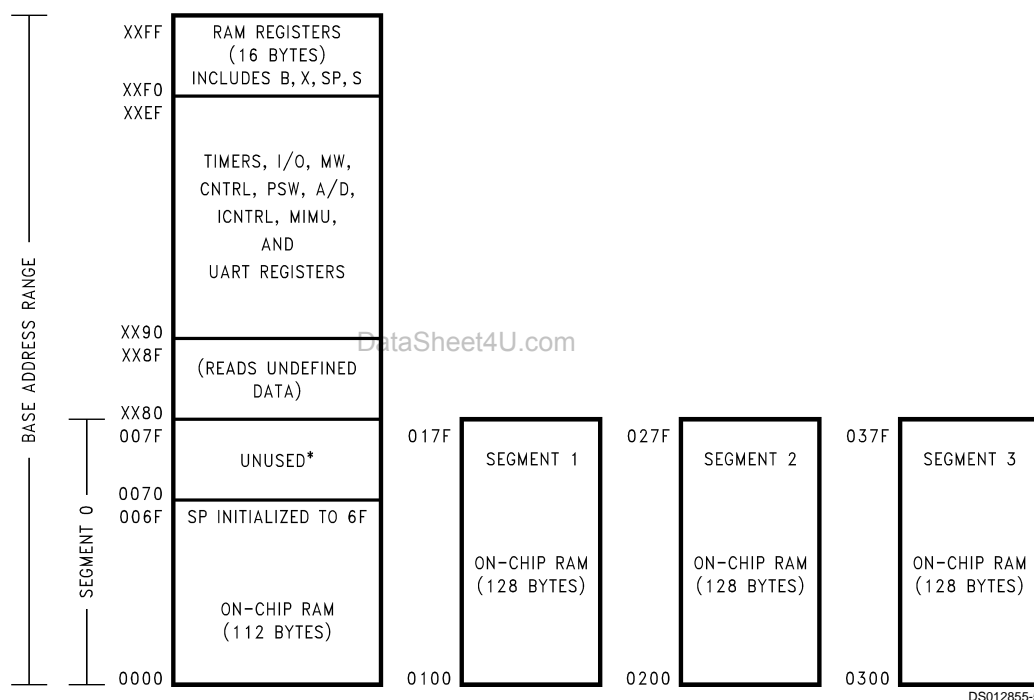 XXFF
RAM REGISTERS
(16 BYTES)
INCLUDES B, X, SP, S
XXF0
XXEF
TIMERS, I/O, MW,
CNTRL, PSW, A/D,
ICNTRL, MIMU,
AND
UART REGISTERS
BASE ADDRESS RANGE
XX90
XX8F
(READS UNDEFINED
DATA)
DataSheet4U.com
XX80
007F
UNUSED*
0070
006F
SP INITIALIZED TO 6F
SEGMENT 0
ON-CHIP RAM
(112 BYTES)
0000
017F
SEGMENT 1
ON-CHIP RAM
(128 BYTES)
0100
027F
SEGMENT 2
ON-CHIP RAM
(128 BYTES)
0200
037F
SEGMENT 3
ON-CHIP RAM
(128 BYTES)
0300